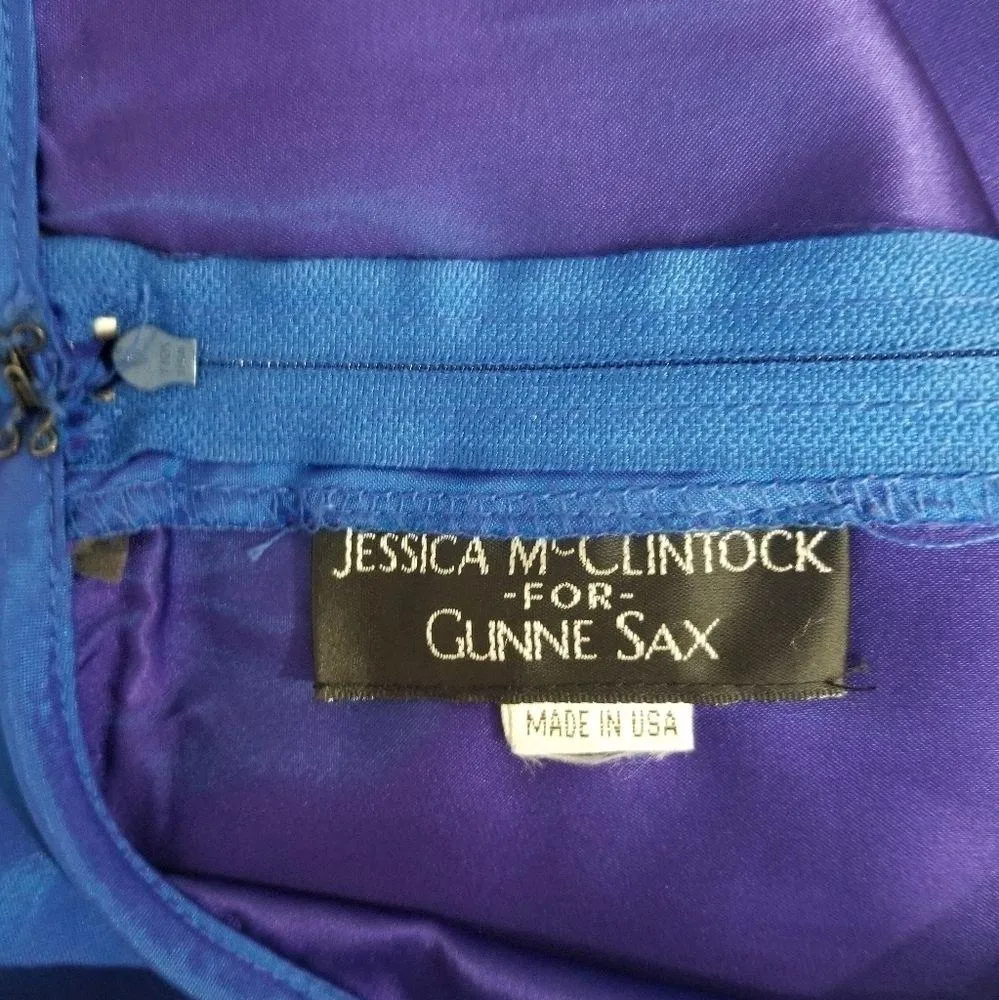 JESSICA McCLINTOCK
-FOR-
GUNNE SAX
MADE IN USA